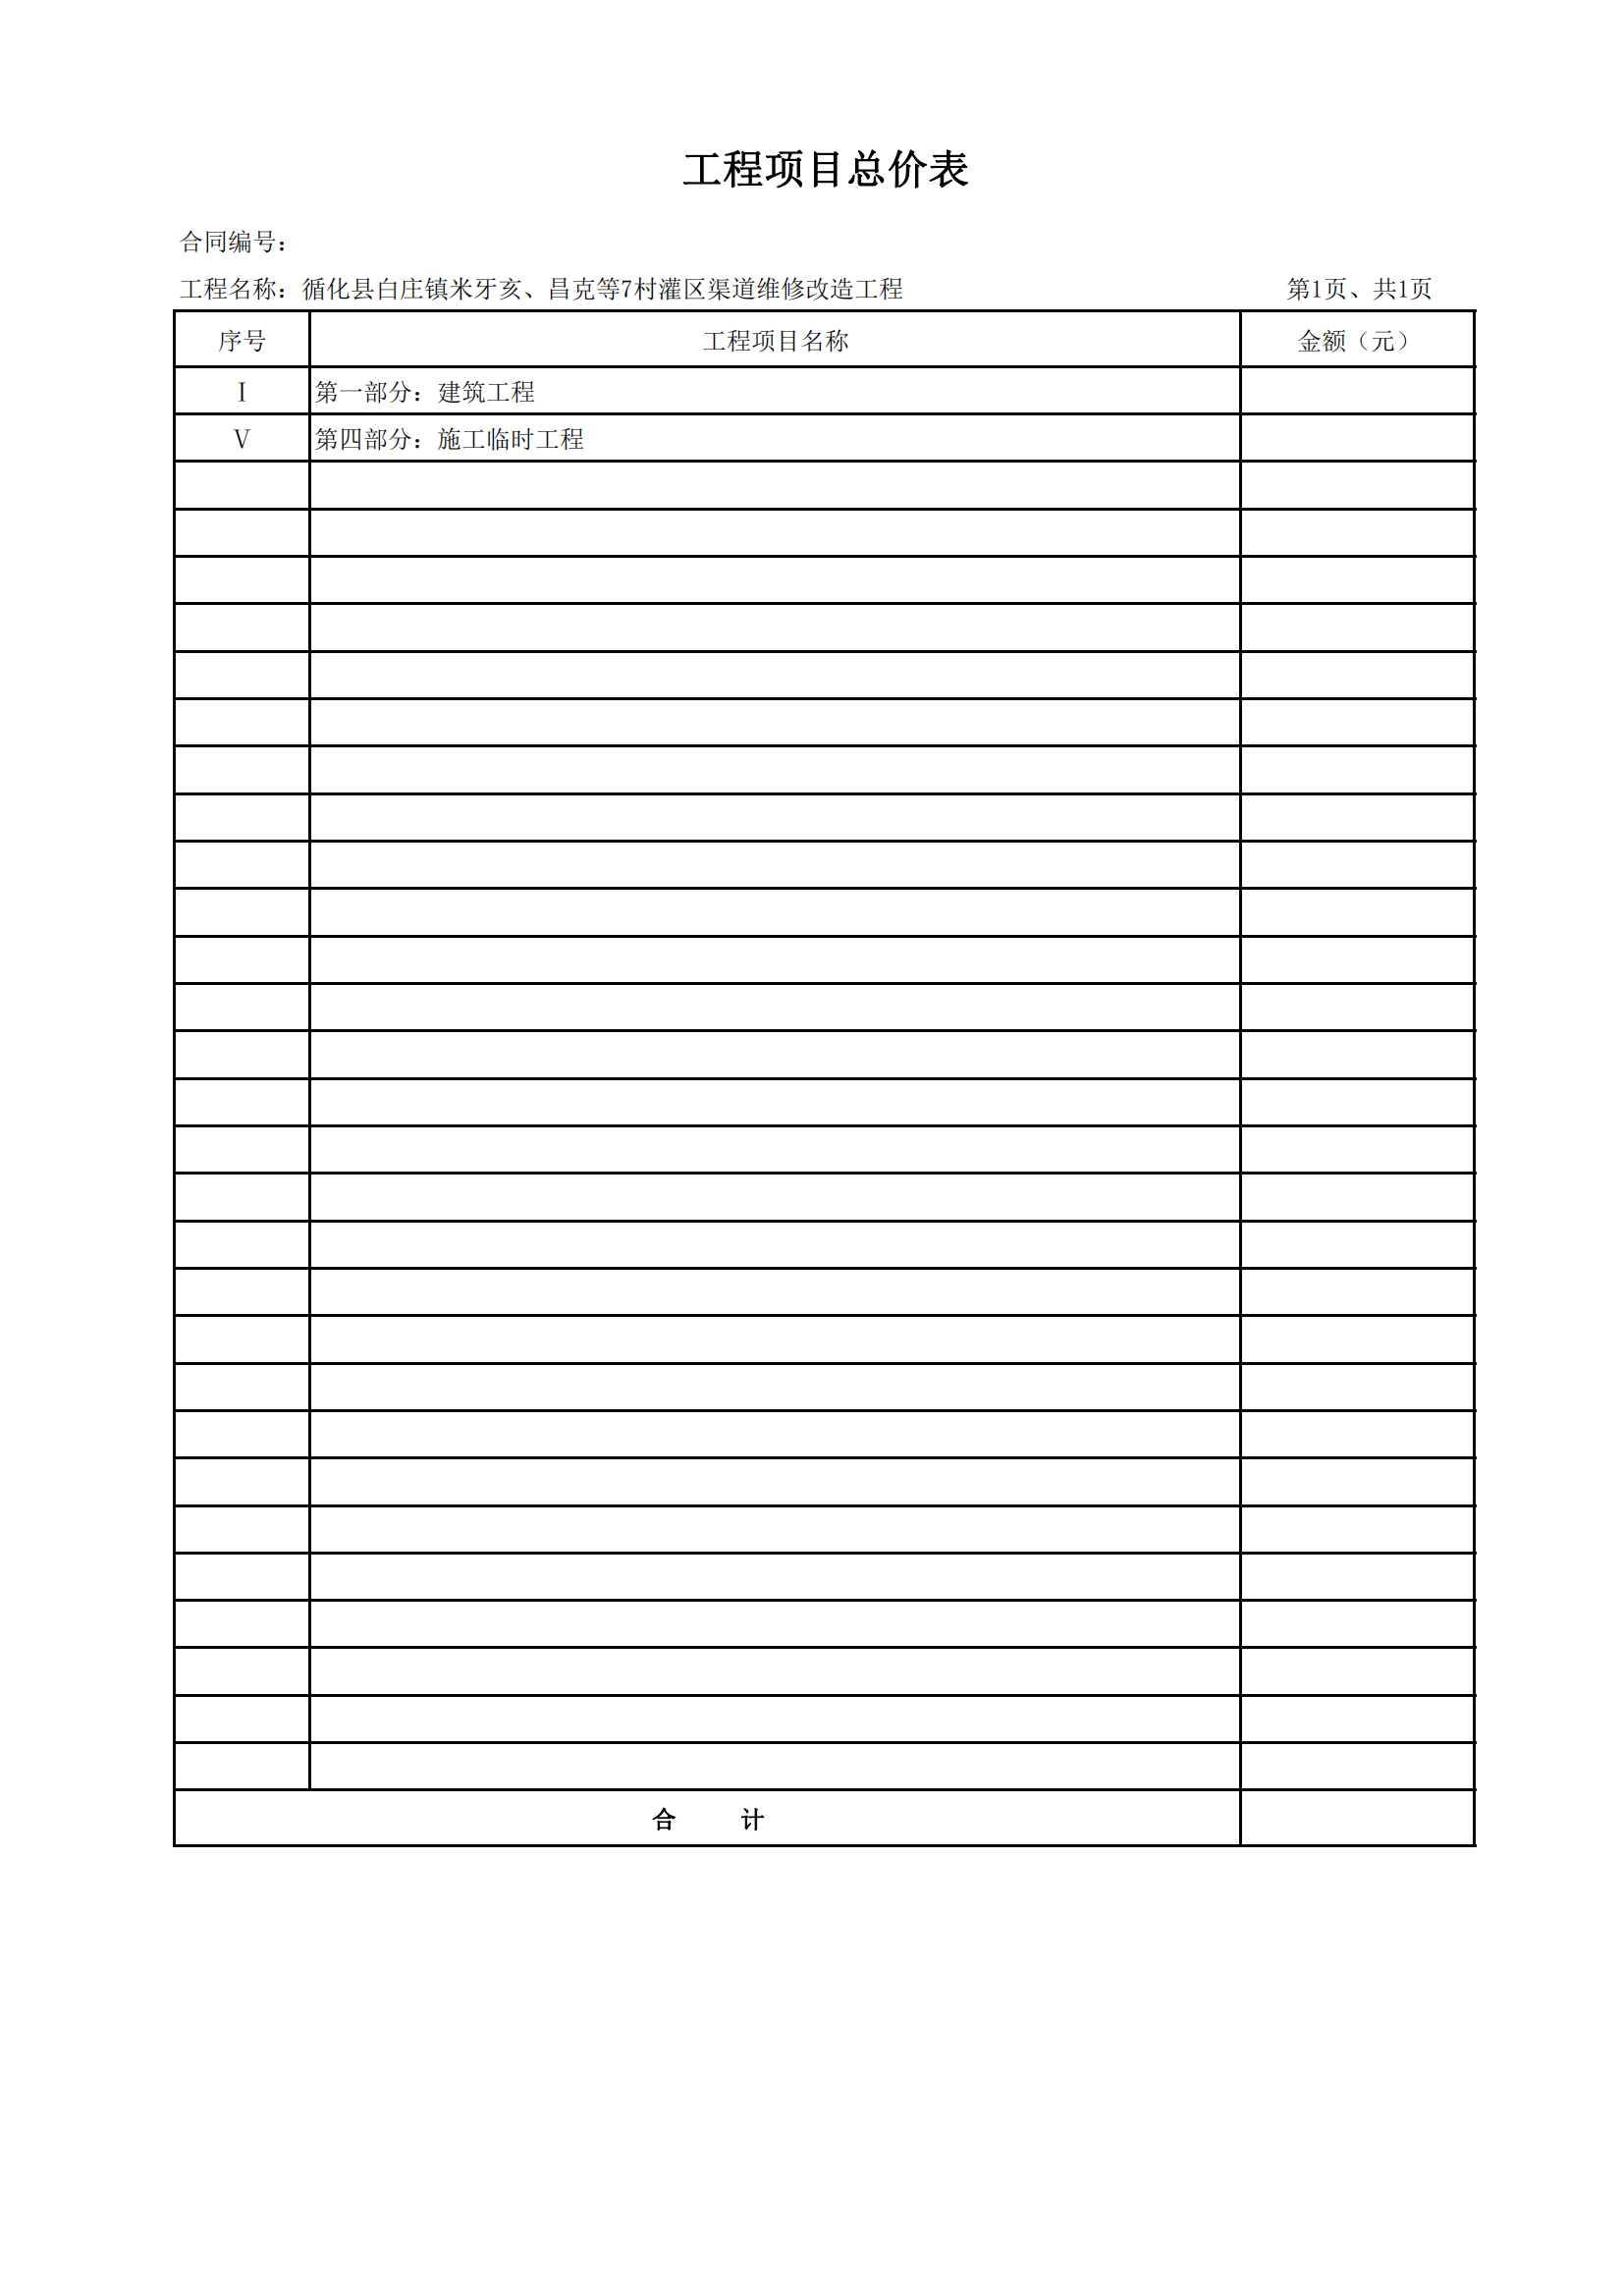 工程项目总价表
合同编号：
工程名称：循化县白庄镇米牙亥、昌克等7村灌区渠道维修改造工程 第1页、共1页
序号 工程项目名称 金额（元）
I 第一部分：建筑工程
V 第四部分：施工临时工程
合 计